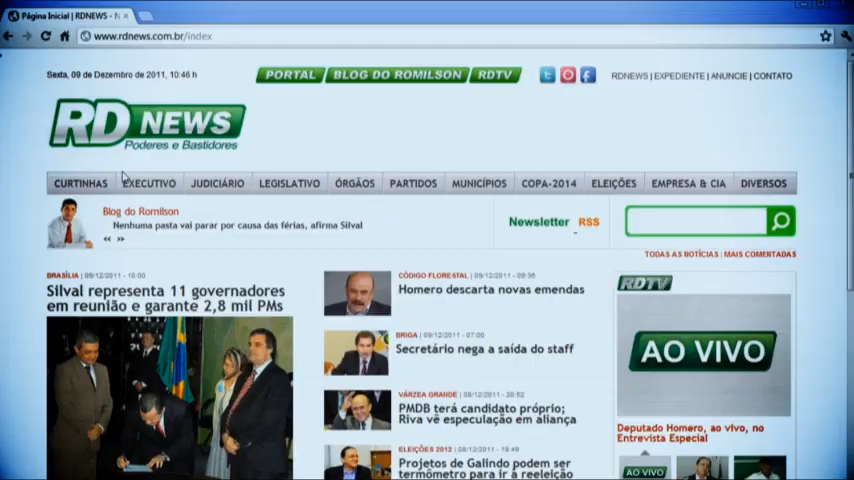 Página Inicial | RDNEWS - N
www.rdnews.com.br/index
Sexta, 09 de Dezembro de 2011, 10:46 h
PORTAL
BLOG DO ROMILSON
RDTV
RDNEWS | EXPEDIENTE | ANUNCIE | CONTATO
RD NEWS
Poderes e Bastidores
CURTINHAS EXECUTIVO JUDICIÁRIO LEGISLATIVO ÓRGÃOS PARTIDOS MUNICÍPIOS COPA-2014 ELEIÇÕES EMPRESA & CIA DIVERSOS
Blog do Romilson
Nenhuma pasta vai parar por causa das férias, afirma Silval
Newsletter RSS
TODAS AS NOTÍCIAS | MAIS COMENTADAS
BRASÍLIA | 09/12/2011 - 10:00
Silval representa 11 governadores
em reunião e garante 2,8 mil PMs
CÓDIGO FLORESTAL | 09/12/2011 - 09:36
Homero descarta novas emendas
BRIGA | 09/12/2011 - 07:00
Secretário nega a saída do staff
VÁRZEA GRANDE | 08/12/2011 - 20:52
PMDB terá candidato próprio;
Riva vê especulação em aliança
ELEIÇÕES 2012 | 08/12/2011 - 19:49
Projetos de Galindo podem ser
termômetro para ir à reeleição
RDTV
AO VIVO
Deputado Homero, ao vivo, no
Entrevista Especial
AO VIVO